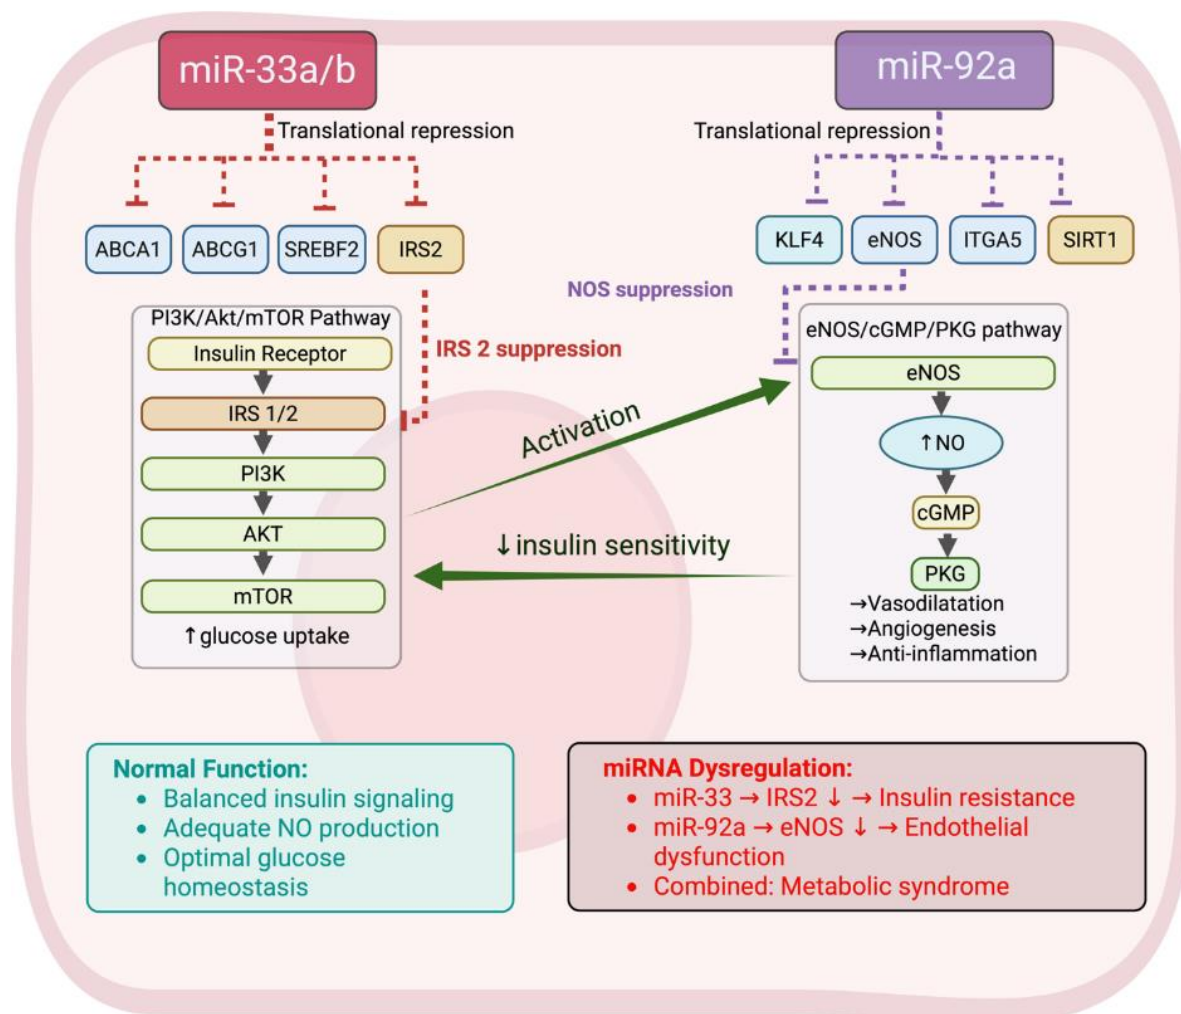 miR-33a/b
miR-92a
Translational repression
Translational repression
ABCA1
ABCG1
SREBF2
IRS2
KLF4
eNOS
ITGA5
SIRT1
NOS suppression
PI3K/Akt/mTOR Pathway
Insulin Receptor
IRS 1/2
PI3K
AKT
mTOR
↑glucose uptake
IRS 2 suppression
Activation
↓insulin sensitivity
eNOS/cGMP/PKG pathway
eNOS
↑NO
cGMP
PKG
→Vasodilatation
→Angiogenesis
→Anti-inflammation
Normal Function:
• Balanced insulin signaling
• Adequate NO production
• Optimal glucose
homeostasis
miRNA Dysregulation:
• miR-33 → IRS2 ↓ → Insulin resistance
• miR-92a → eNOS ↓ → Endothelial
dysfunction
• Combined: Metabolic syndrome